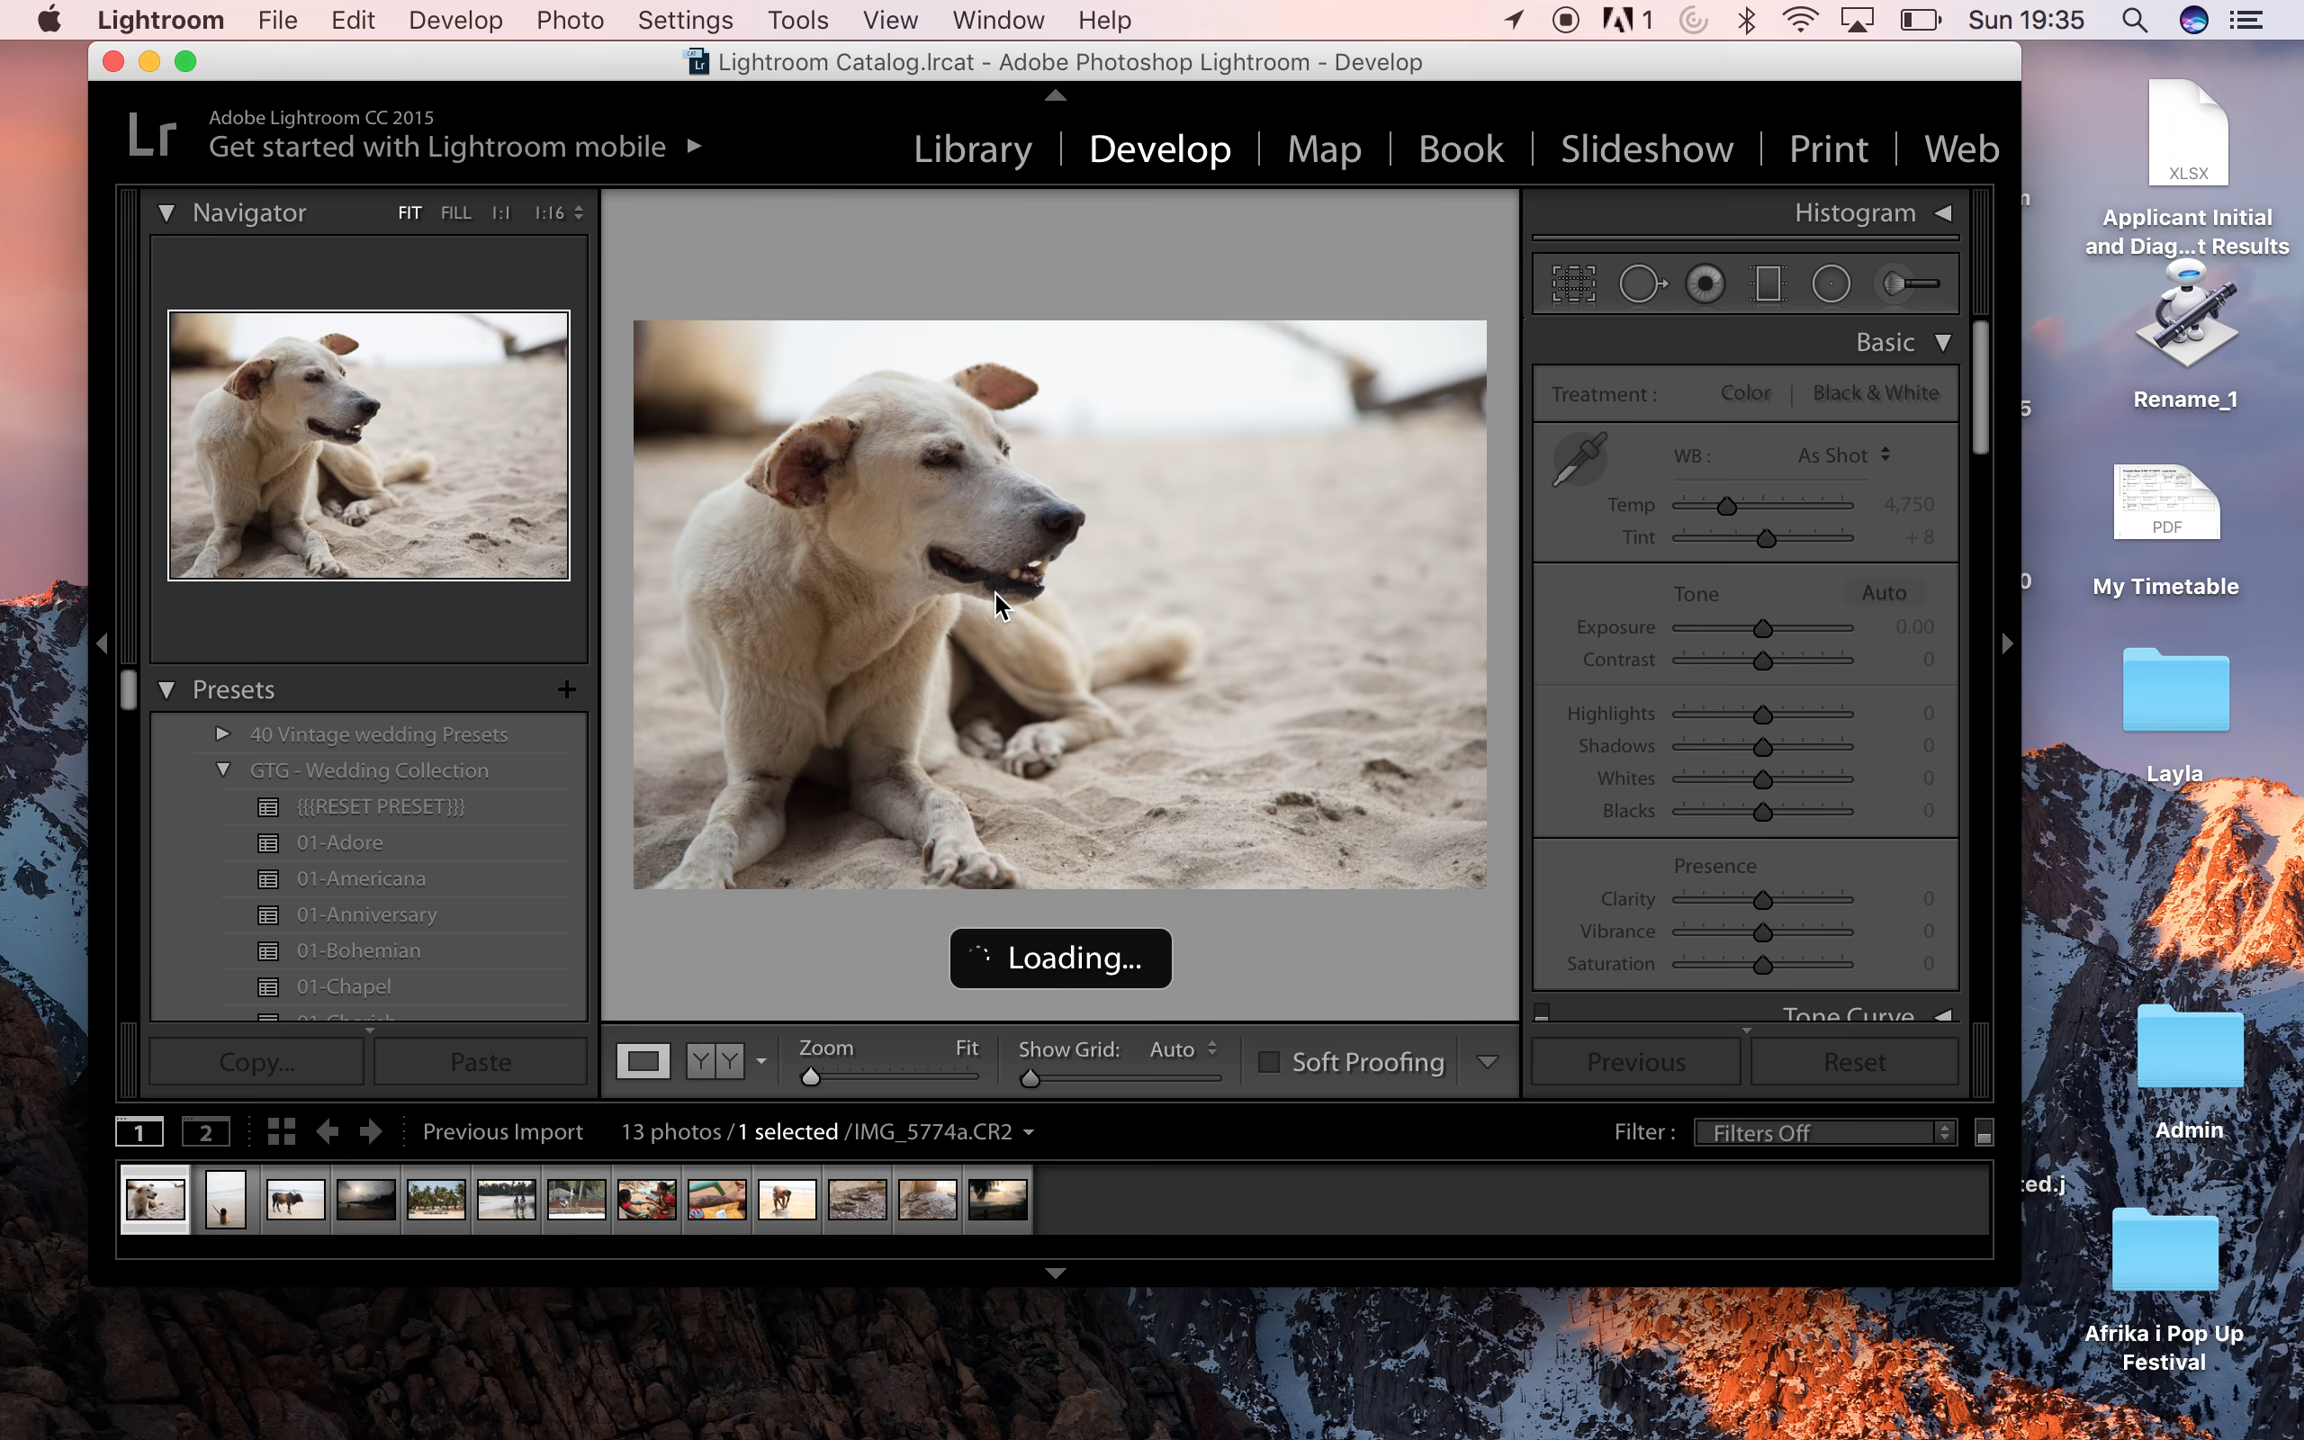 Lightroom File Edit Develop Photo Settings Tools View Window Help 1 Sun 19:35
Lightroom Catalog.lrcat - Adobe Photoshop Lightroom - Develop
Lr
Adobe Lightroom CC 2015
Get started with Lightroom mobile
Library | Develop | Map | Book | Slideshow | Print | Web
Navigator FIT FILL 1:1 1:16
Presets
40 Vintage wedding Presets
GTG - Wedding Collection
{{{RESET PRESET}}}
01-Adore
01-Americana
01-Anniversary
01-Bohemian
01-Chapel
01-Cherish
Copy... Paste
Loading...
Zoom Fit
Show Grid: Auto
Soft Proofing
Histogram
Basic
Treatment : Color | Black & White
WB : As Shot
Temp 4,750
Tint + 8
Tone Auto
Exposure 0.00
Contrast 0
Highlights 0
Shadows 0
Whites 0
Blacks 0
Presence
Clarity 0
Vibrance 0
Saturation 0
Tone Curve
Previous Reset
1 2 Previous Import 13 photos / 1 selected / IMG_5774a.CR2 Filter : Filters Off
XLSX
Applicant Initial
and Diag...t Results
Rename_1
PDF
My Timetable
Layla
Admin
ted.j
Afrika i Pop Up
Festival